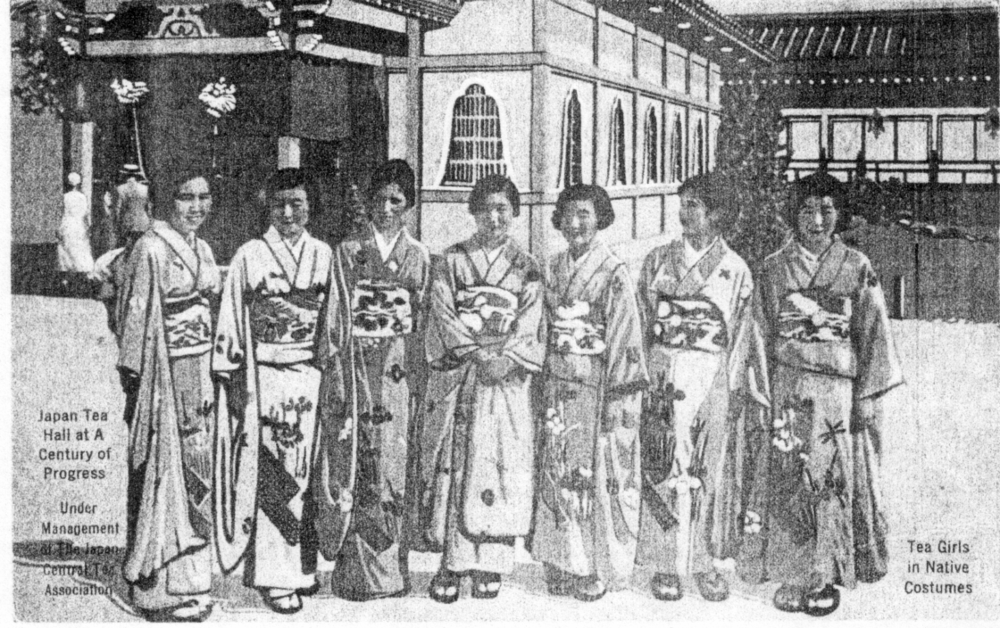 Japan Tea
Hall at A
Century of
Progress
Under
Management
of The Japan
Central Tea
Association
Tea Girls
in Native
Costumes